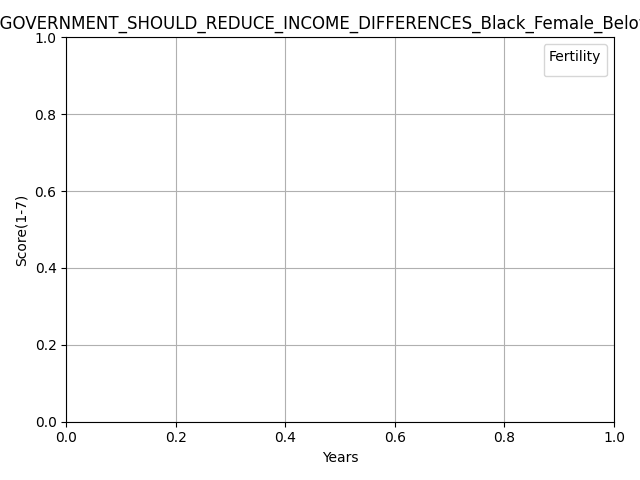 GOVERNMENT_SHOULD_REDUCE_INCOME_DIFFERENCES_Black_Female_Belo
Fertility
1.0
0.8
0.6
0.4
0.2
0.0
Score(1-7)
0.0 0.2 0.4 0.6 0.8 1.0
Years